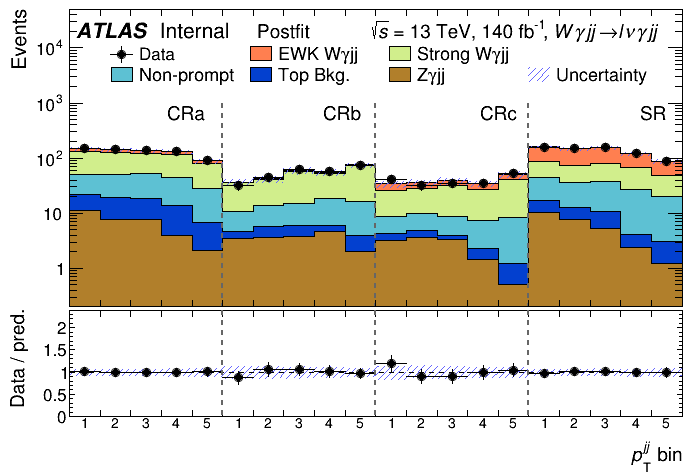 ATLAS Internal Postfit √s = 13 TeV, 140 fb⁻¹, Wγjj→lνγjj
Data EWK Wγjj Strong Wγjj
Non-prompt Top Bkg. Zγjj Uncertainty
CRa CRb CRc SR
Events
10⁴
10³
10²
10
1
Data / pred.
2
1.5
1
0.5
0
1 2 3 4 5 1 2 3 4 5 1 2 3 4 5 1 2 3 4 5
p_T^jj bin